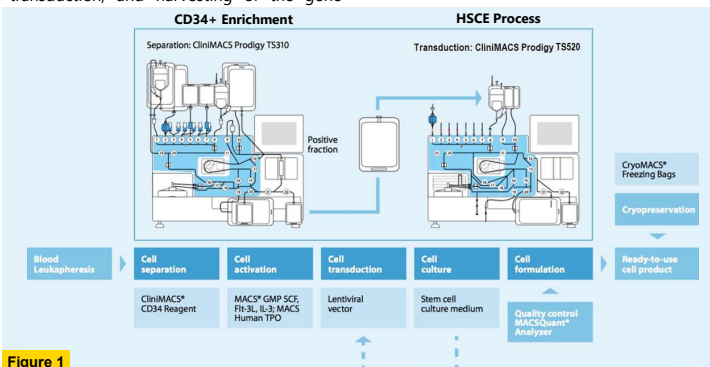 transduction, and harvesting of the gene
CD34+ Enrichment
HSCE Process
Separation: CliniMACS Prodigy TS310
Transduction: CliniMACS Prodigy TS520
Positive
fraction
CryoMACS®
Freezing Bags
Cryopreservation
Blood
Leukapheresis
Cell
separation
Cell
activation
Cell
transduction
Cell
culture
Cell
formulation
Ready-to-use
cell product
CliniMACS®
CD34 Reagent
MACS® GMP SCF,
Flt-3L, IL-3; MACS
Human TPO
Lentiviral
vector
Stem cell
culture medium
Quality control
MACSQuant®
Analyzer
Figure 1